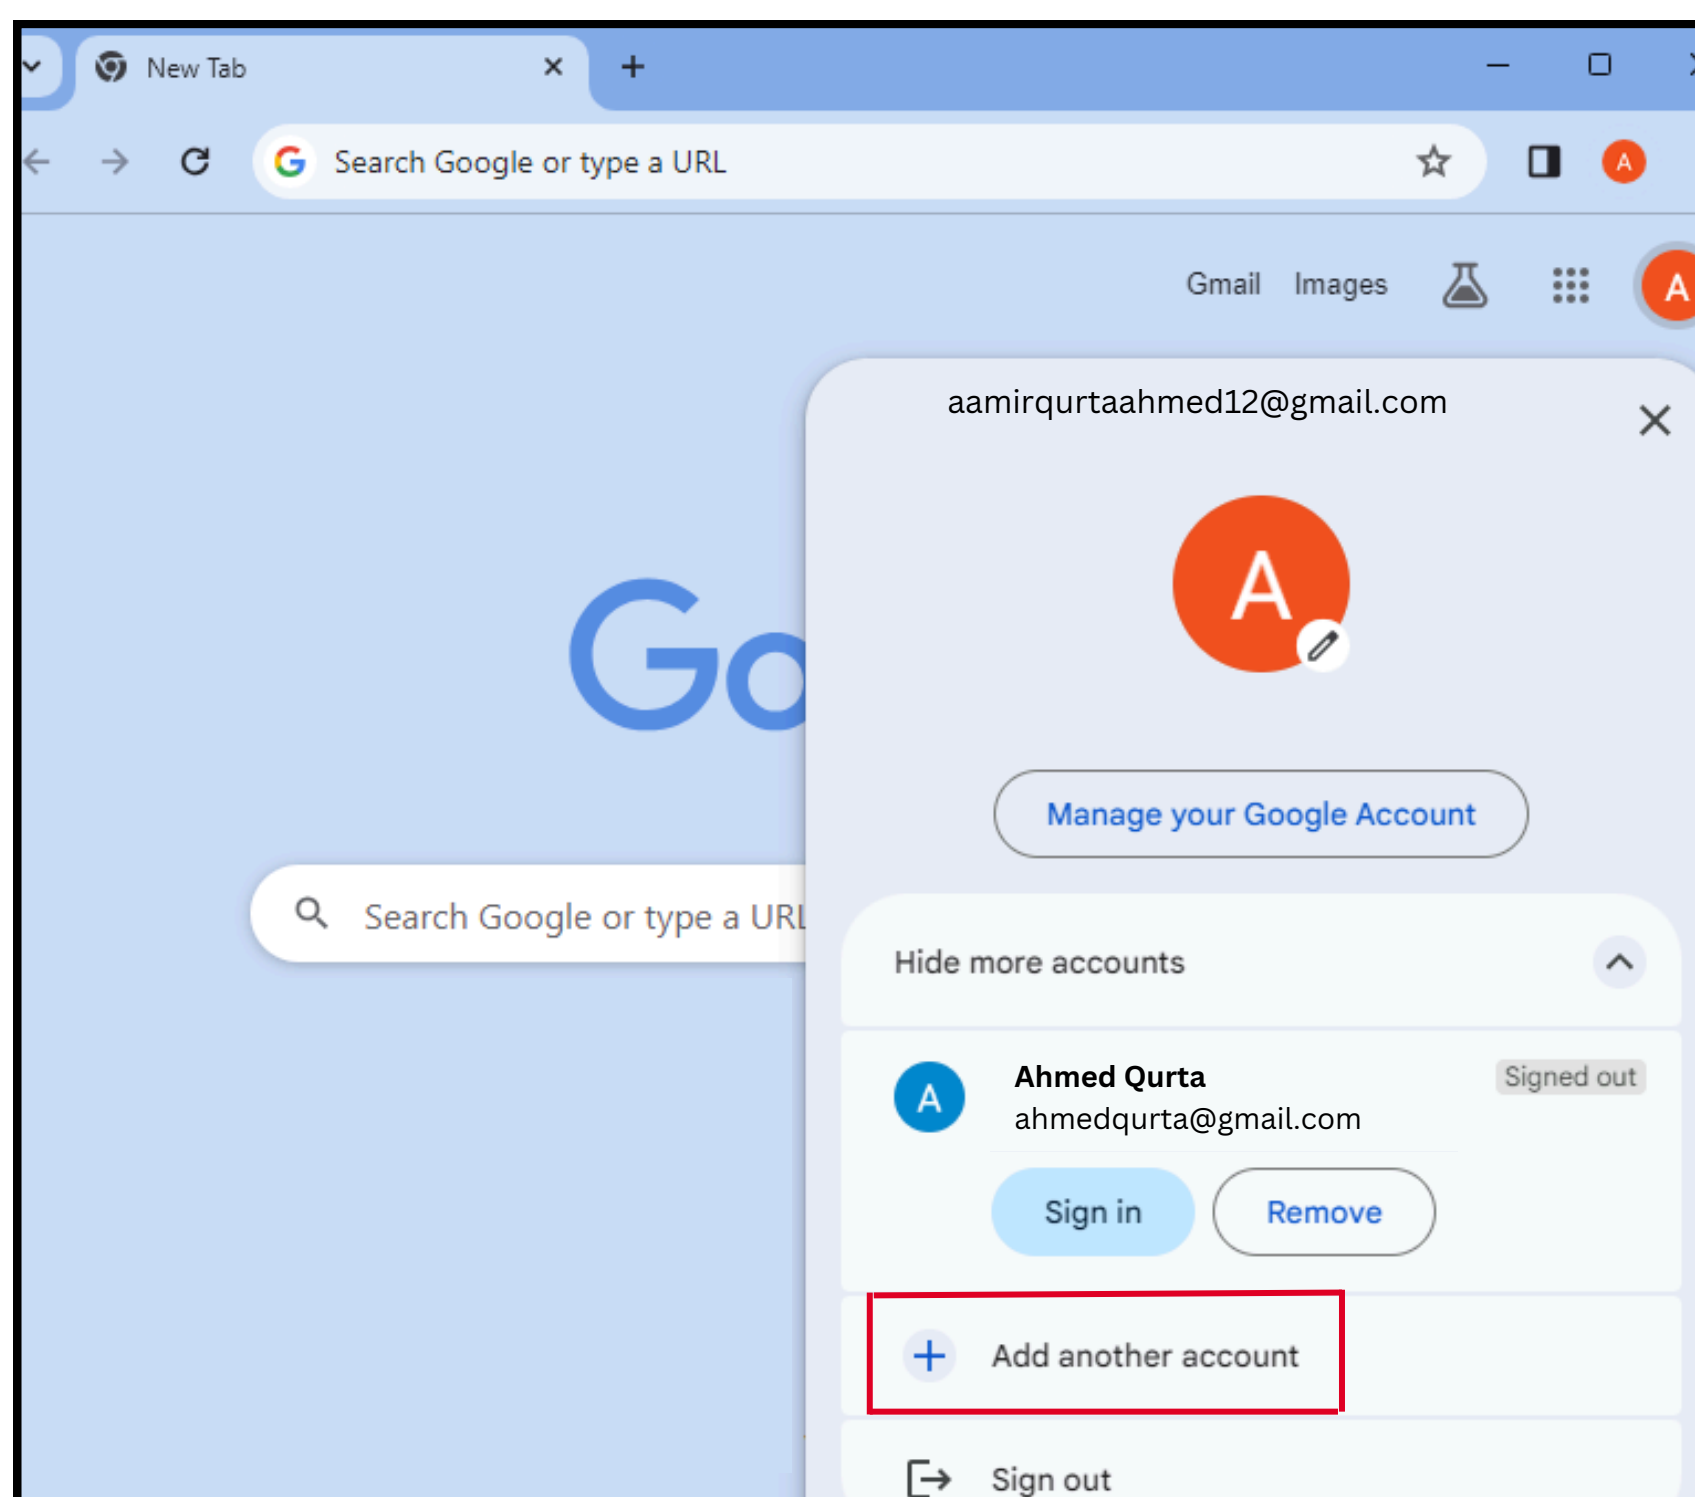 New Tab
Search Google or type a URL
A
Gmail Images
A
aamirqurtaahmed12@gmail.com
A
Go
Manage your Google Account
Search Google or type a URL
Hide more accounts
A
Ahmed Qurta
Signed out
ahmedqurta@gmail.com
Sign in
Remove
Add another account
Sign out